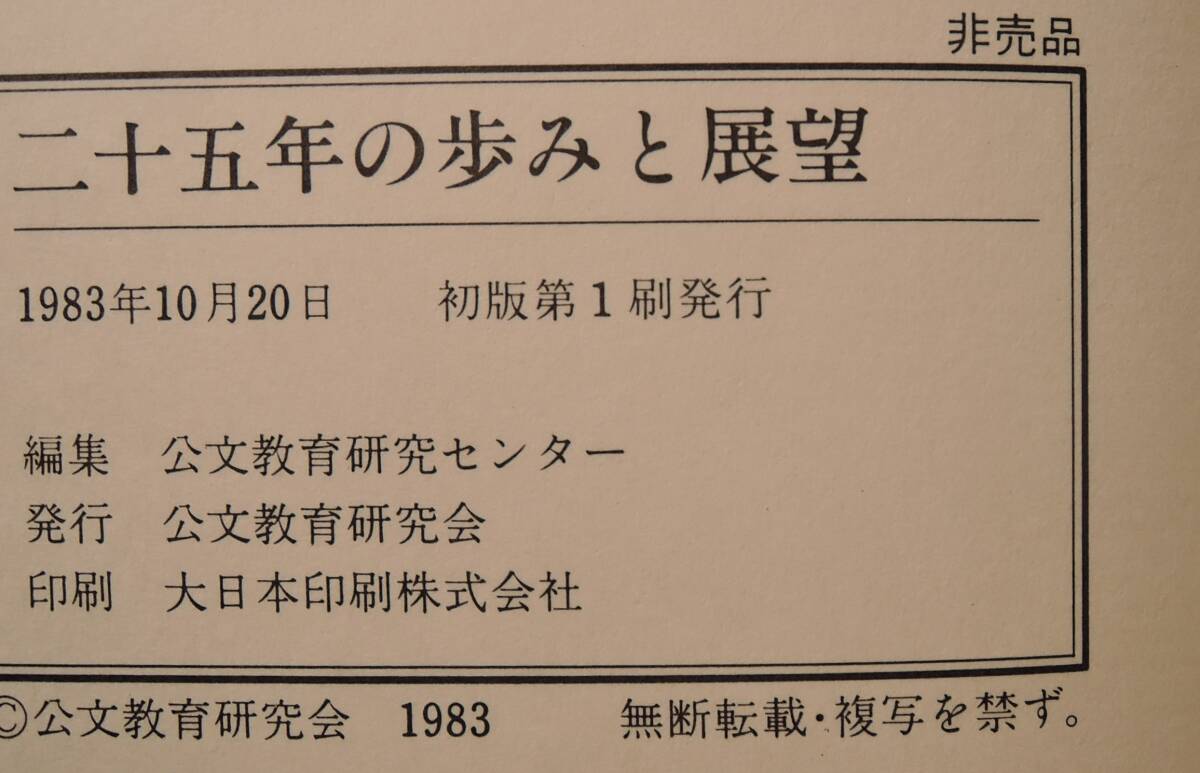 非売品
二十五年の歩みと展望
1983年10月20日　初版第1刷発行
編集　公文教育研究センター
発行　公文教育研究会
印刷　大日本印刷株式会社
©公文教育研究会　1983　無断転載・複写を禁ず。